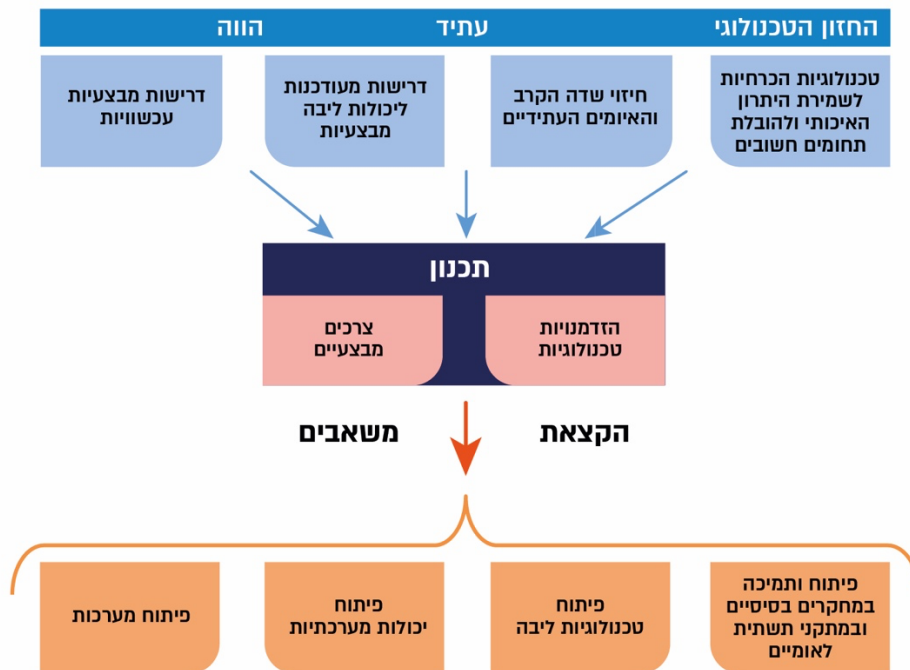 החזון הטכנולוגי
עתיד
הווה
טכנולוגיות הכרחיות
לשמירת היתרון
האיכותי ולהובלת
תחומים חשובים
חיזוי שדה הקרב
והאיומים העתידיים
דרישות מעודכנות
ליכולות ליבה
מבצעיות
דרישות מבצעיות
עכשוויות
תכנון
הזדמנויות
טכנולוגיות
צרכים
מבצעיים
הקצאת
משאבים
פיתוח ותמיכה
במחקרים בסיסיים
ובמתקני תשתית
לאומיים
פיתוח
טכנולוגיות ליבה
פיתוח
יכולות מערכתיות
פיתוח מערכות